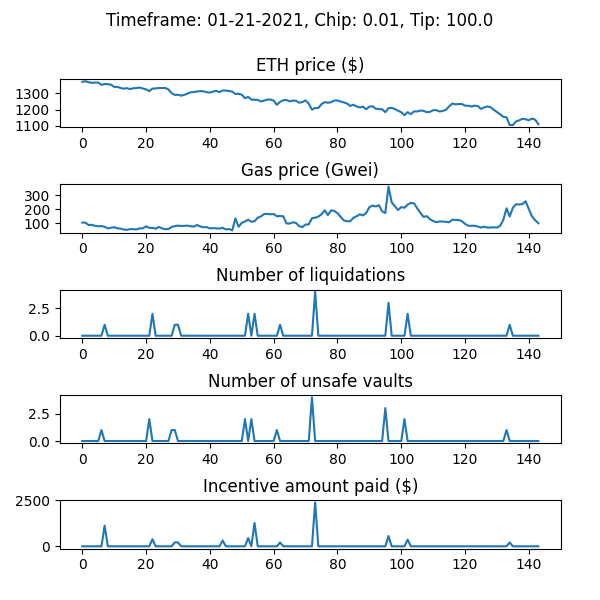 Timeframe: 01-21-2021, Chip: 0.01, Tip: 100.0
ETH price ($)
1300
1200
1100
0 20 40 60 80 100 120 140
Gas price (Gwei)
300
200
100
0 20 40 60 80 100 120 140
Number of liquidations
2.5
0.0
0 20 40 60 80 100 120 140
Number of unsafe vaults
2.5
0.0
0 20 40 60 80 100 120 140
Incentive amount paid ($)
2500
0
0 20 40 60 80 100 120 140